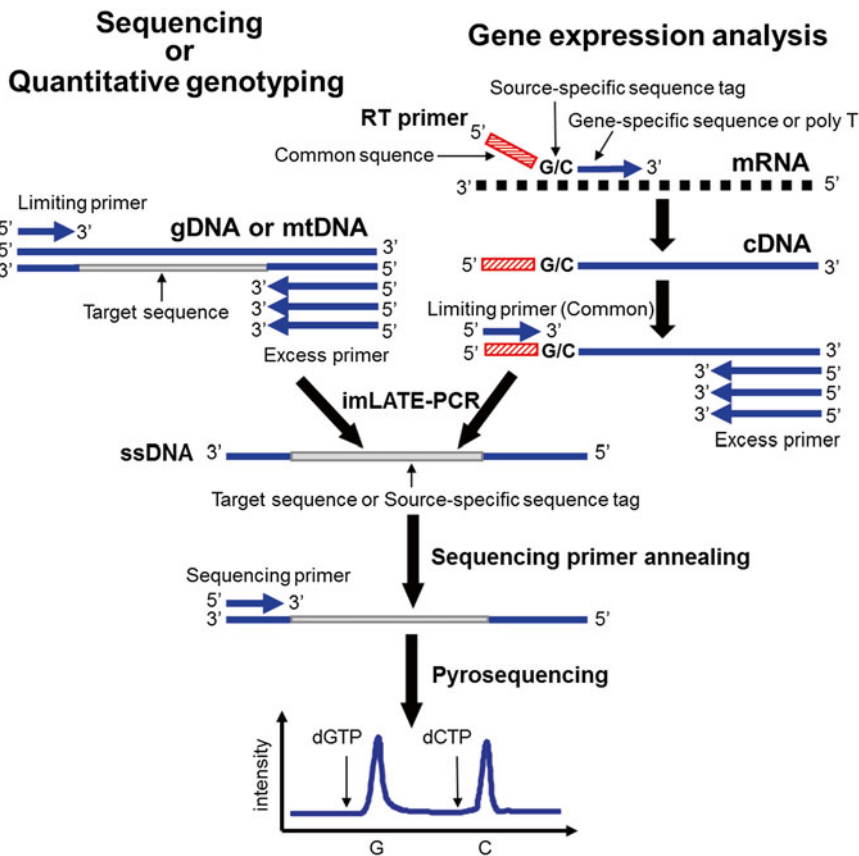 Sequencing
or
Quantitative genotyping
Limiting primer
5’ 3’
gDNA or mtDNA
5’ 3’
3’ 5’
Target sequence
3’ 5’
3’ 5’
3’ 5’
Excess primer
Gene expression analysis
Source-specific sequence tag
RT primer
5’
Gene-specific sequence or poly T
Common squence
G/C
3’
mRNA
3’ 5’
cDNA
5’ G/C 3’
Limiting primer (Common)
5’ 3’
5’ G/C 3’
3’ 5’
3’ 5’
3’ 5’
Excess primer
imLATE-PCR
ssDNA 3’ 5’
Target sequence or Source-specific sequence tag
Sequencing primer annealing
Sequencing primer
5’ 3’
3’ 5’
Pyrosequencing
intensity
dGTP dCTP
G C